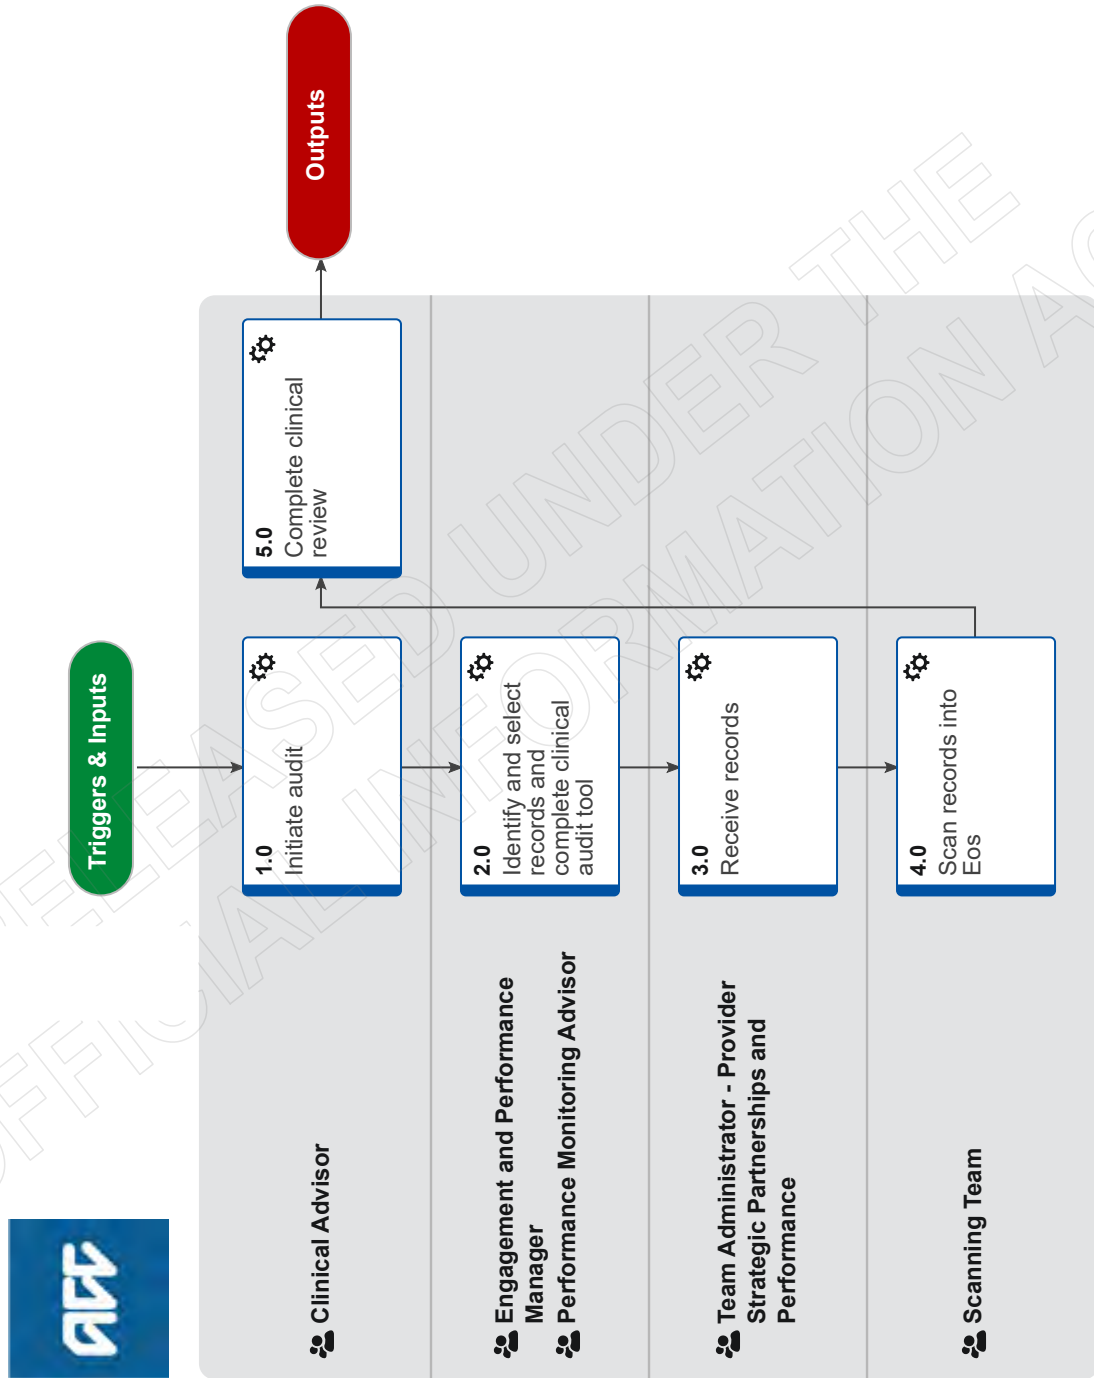 acc
Triggers & Inputs
Outputs
Clinical Advisor
1.0
Initiate audit
5.0
Complete clinical
review
Engagement and Performance
Manager
Performance Monitoring Advisor
2.0
Identify and select
records and
complete clinical
audit tool
Team Administrator - Provider
Strategic Partnerships and
Performance
3.0
Receive records
Scanning Team
4.0
Scan records into
Eos
RELEASED UNDER THE
OFFICIAL INFORMATION AC